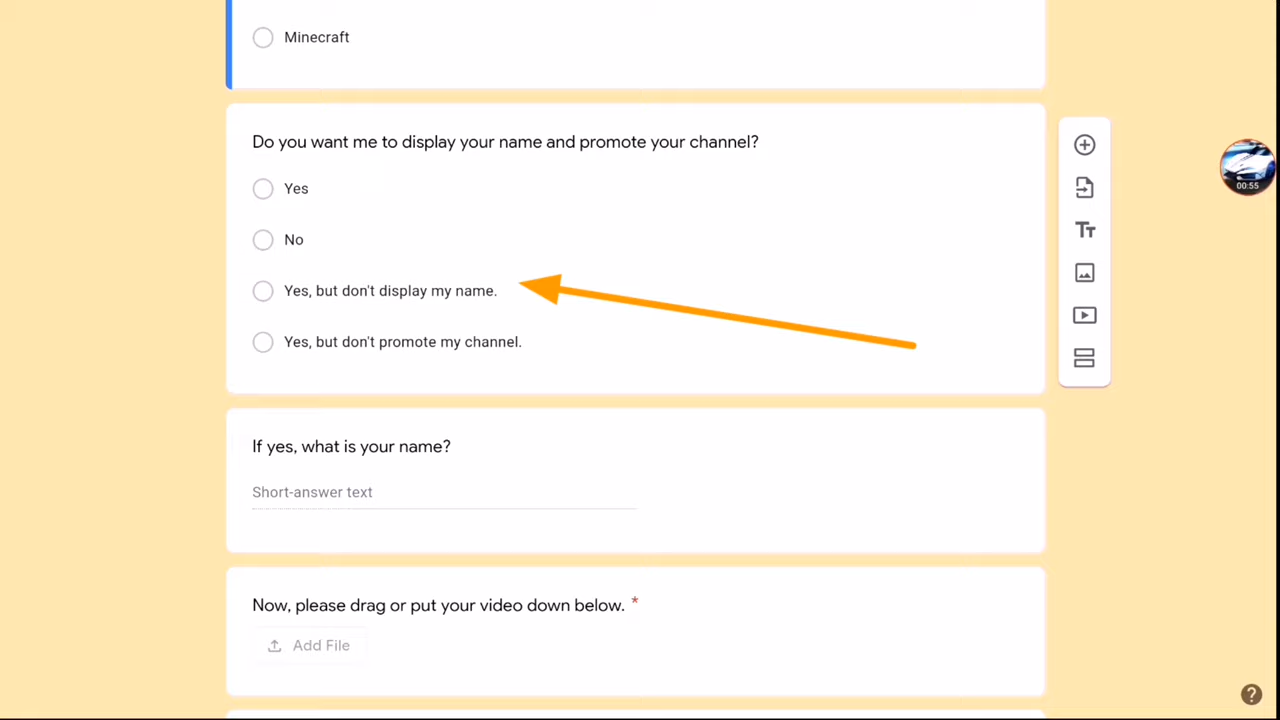 Minecraft
Do you want me to display your name and promote your channel?
Yes
No
Yes, but don't display my name.
Yes, but don't promote my channel.
If yes, what is your name?
Short-answer text
Now, please drag or put your video down below. *
Add File
00:55